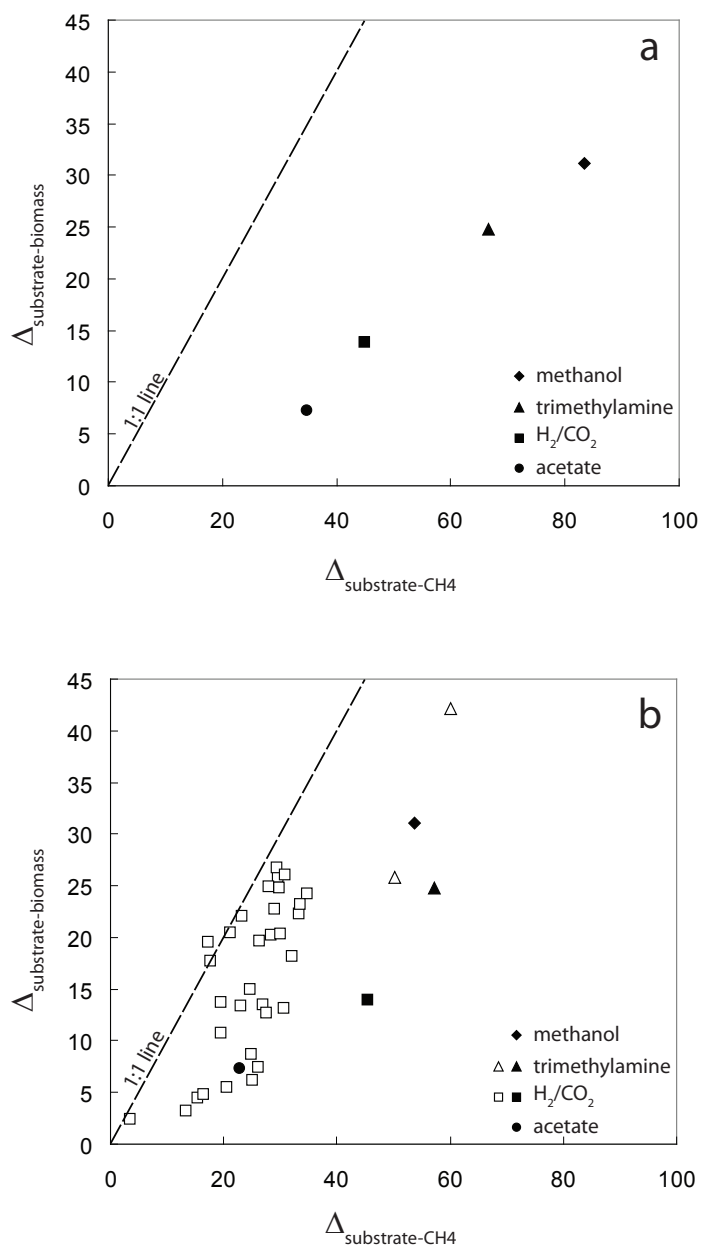 a
45
40
35
30
25
20
15
10
5
0
Δsubstrate-biomass
1:1 line
methanol
trimethylamine
H2/CO2
acetate
0 20 40 60 80 100
Δsubstrate-CH4
b
45
40
35
30
25
20
15
10
5
0
Δsubstrate-biomass
1:1 line
methanol
trimethylamine
H2/CO2
acetate
0 20 40 60 80 100
Δsubstrate-CH4